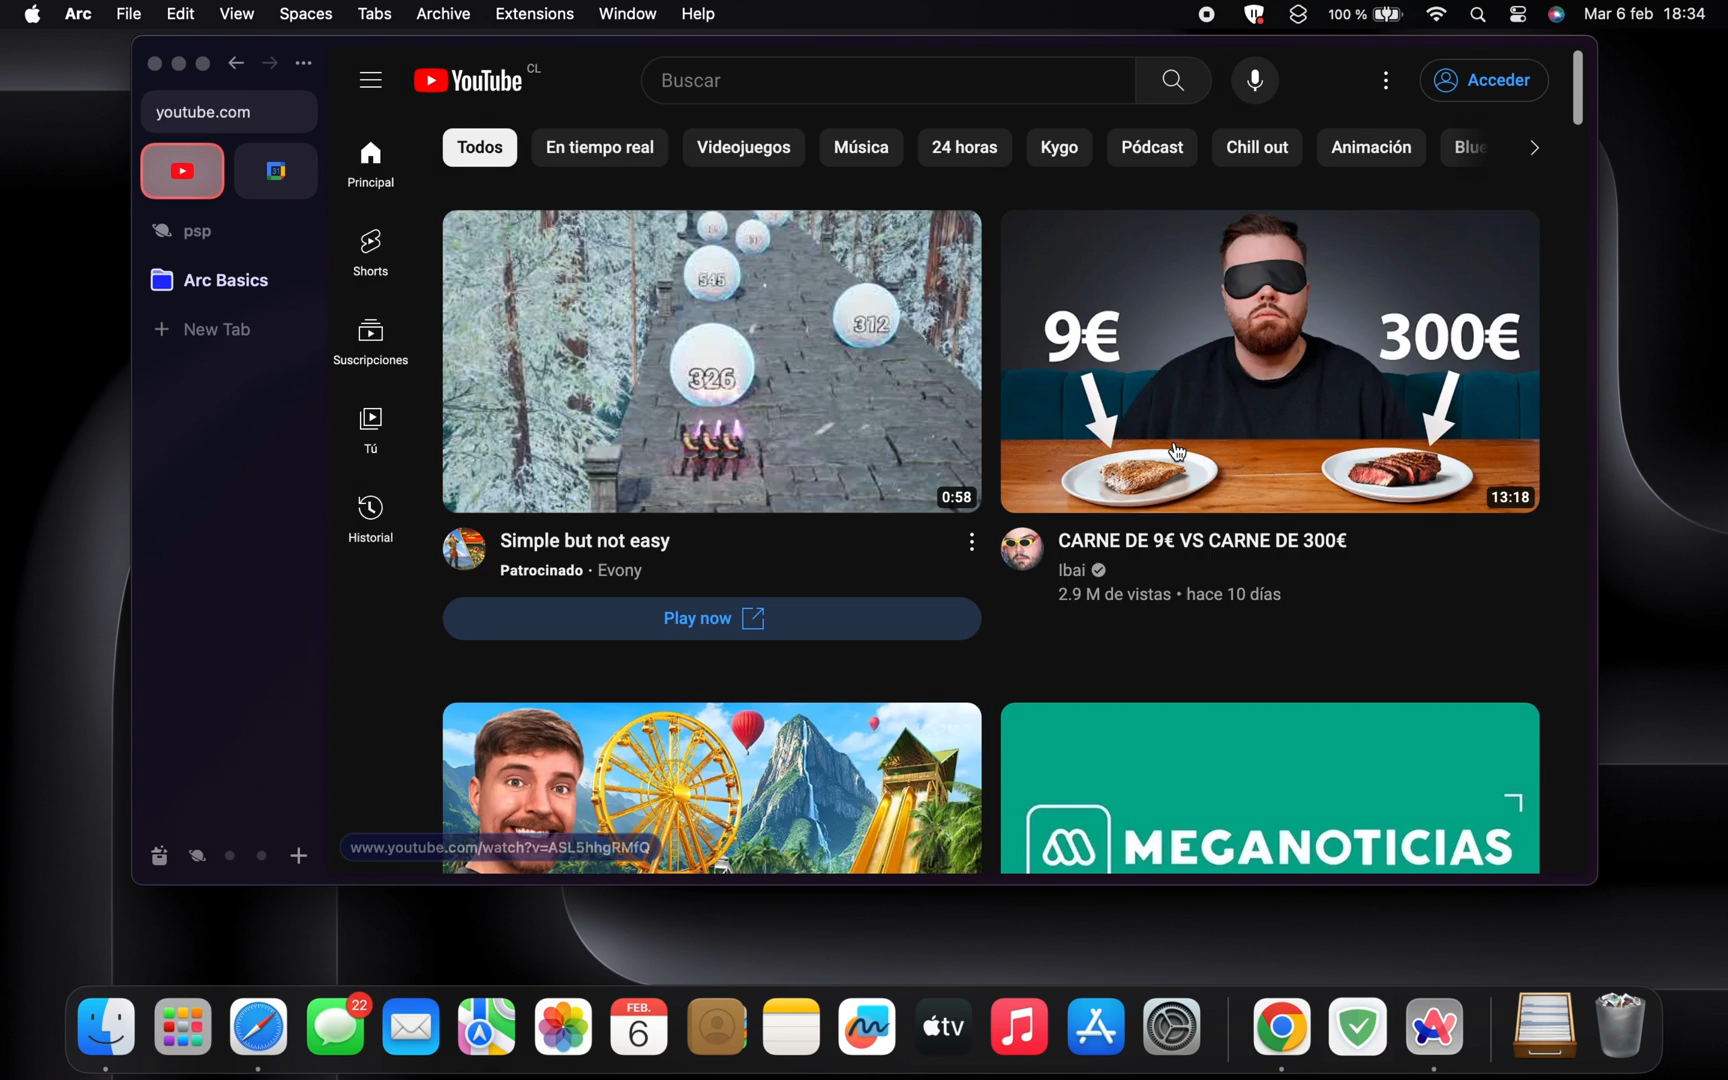 Arc File Edit View Spaces Tabs Archive Extensions Window Help 100 % Mar 6 feb 18:34
youtube.com
31
psp
Arc Basics
New Tab
YouTube CL
Buscar
Acceder
Todos En tiempo real Videojuegos Música 24 horas Kygo Pódcast Chill out Animación Blue
Principal
Shorts
Suscripciones
Tú
Historial
545
312
326
0:58
9€ 300€
13:18
Simple but not easy
Patrocinado · Evony
Play now
CARNE DE 9€ VS CARNE DE 300€
Ibai
2.9 M de vistas • hace 10 días
MEGANOTICIAS
www.youtube.com/watch?v=ASL5hhgRMfQ
22
FEB.
6
tv